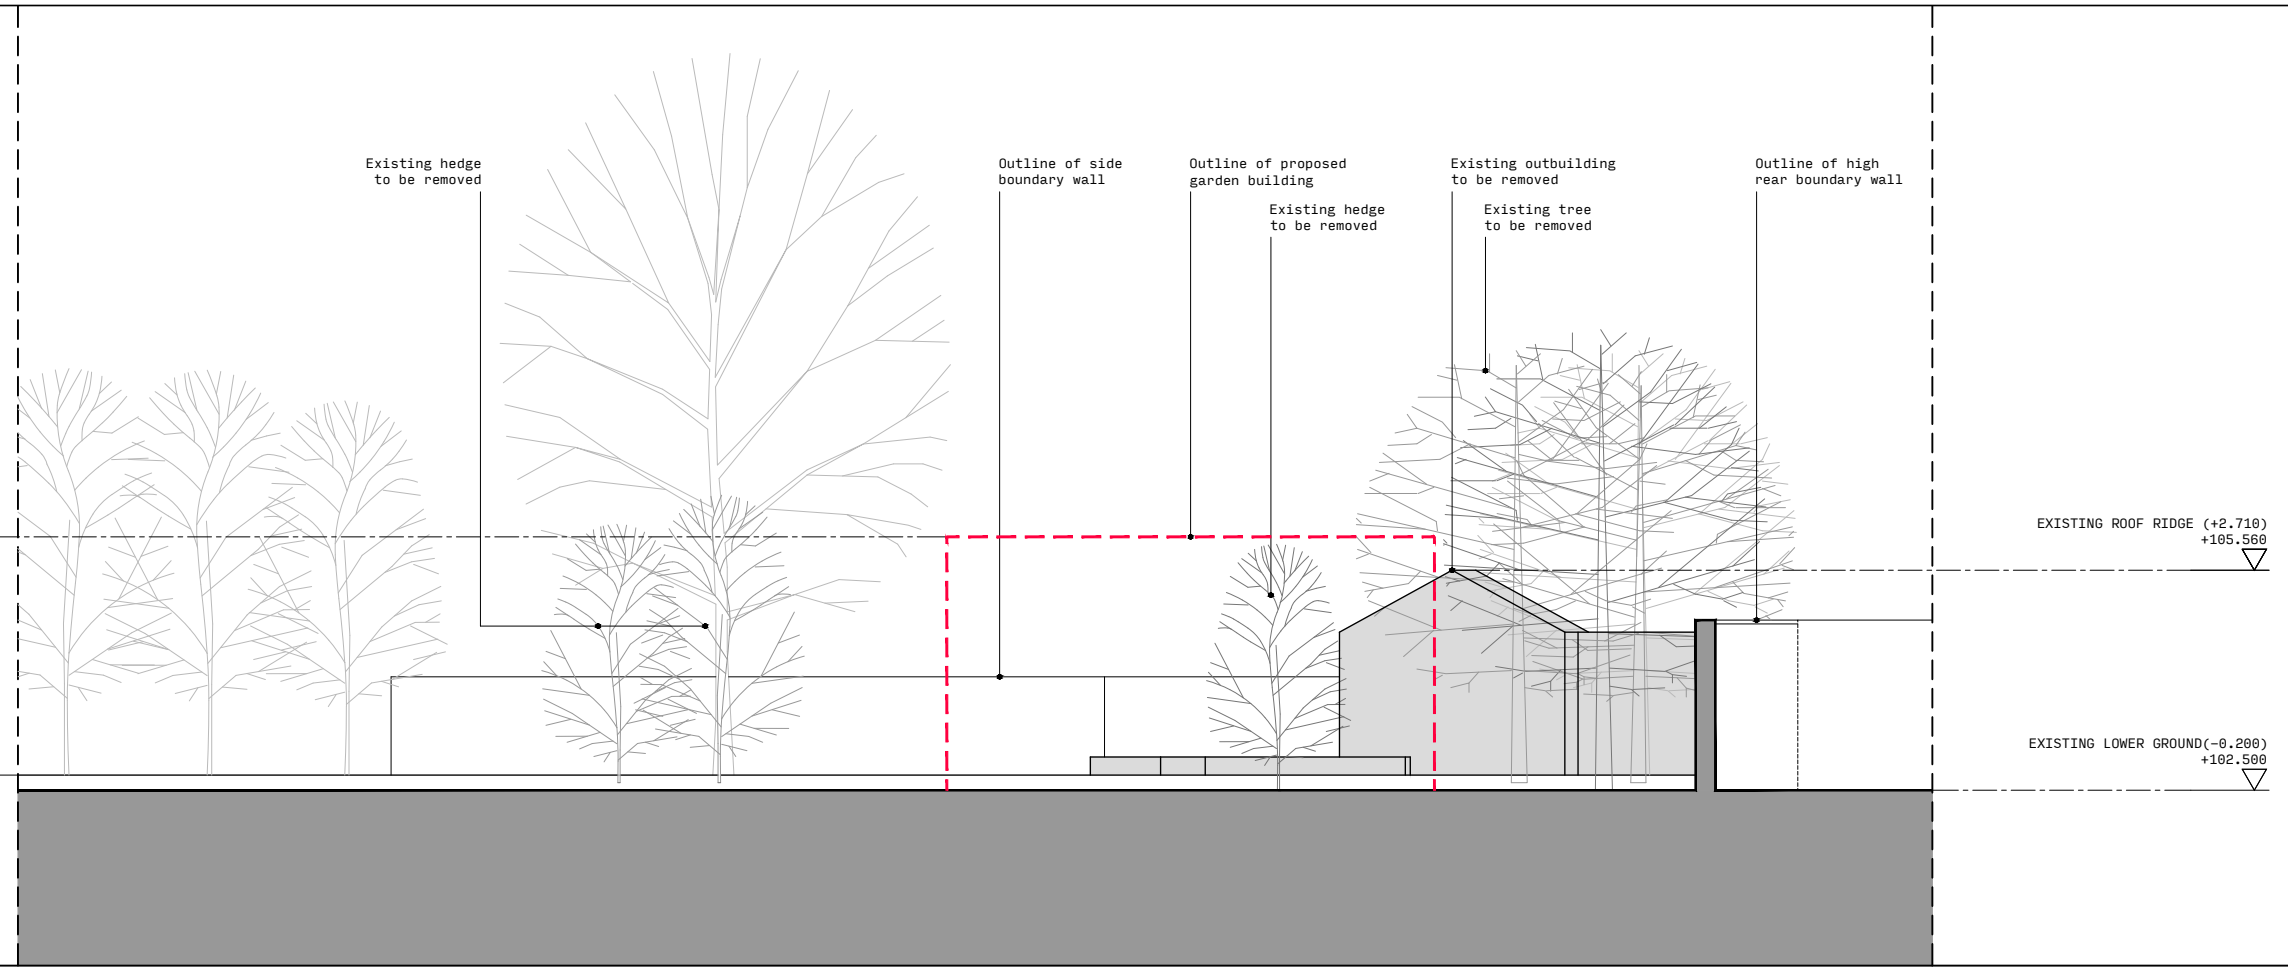 Existing hedge
to be removed
Outline of side
boundary wall
Outline of proposed
garden building
Existing hedge
to be removed
Existing outbuilding
to be removed
Existing tree
to be removed
Outline of high
rear boundary wall
EXISTING ROOF RIDGE (+2.710)
+105.560
EXISTING LOWER GROUND(-0.200)
+102.500